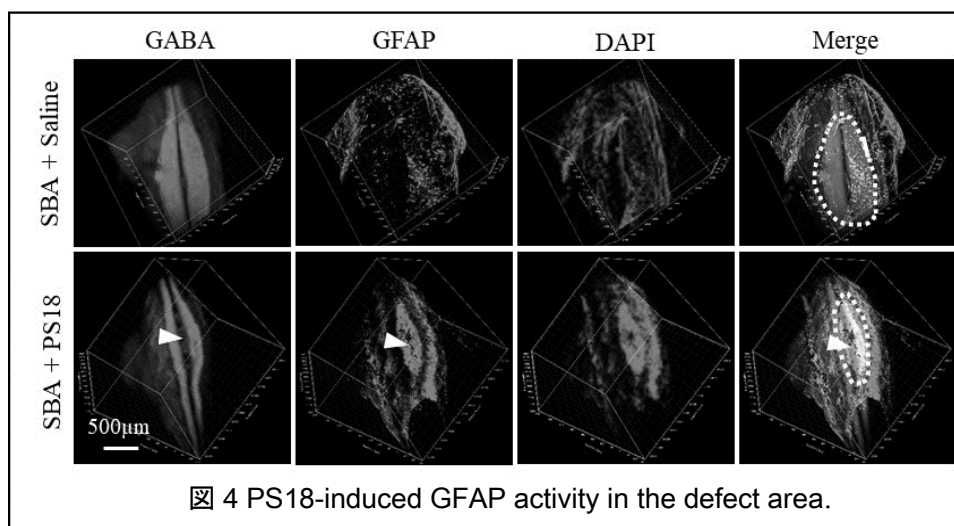 GABA GFAP DAPI Merge
SBA + Saline
SBA + PS18
500μm
図 4 PS18-induced GFAP activity in the defect area.